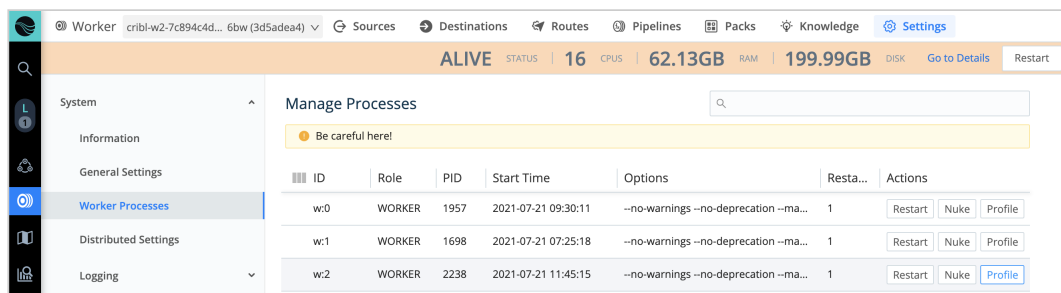 Worker cribl-w2-7c894c4d... 6bw (3d5adea4) Sources Destinations Routes Pipelines Packs Knowledge Settings
ALIVE STATUS 16 CPUS 62.13GB RAM 199.99GB DISK Go to Details Restart
L
1
System
Information
General Settings
Worker Processes
Distributed Settings
Logging
Manage Processes
Be careful here!
ID Role PID Start Time Options Resta... Actions
w:0 WORKER 1957 2021-07-21 09:30:11 --no-warnings --no-deprecation --ma... 1 Restart Nuke Profile
w:1 WORKER 1698 2021-07-21 07:25:18 --no-warnings --no-deprecation --ma... 1 Restart Nuke Profile
w:2 WORKER 2238 2021-07-21 11:45:15 --no-warnings --no-deprecation --ma... 1 Restart Nuke Profile